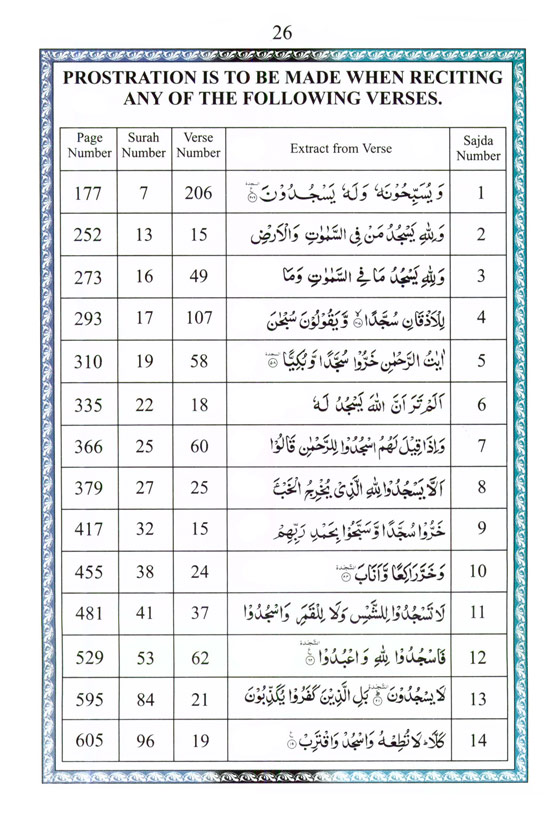 26
PROSTRATION IS TO BE MADE WHEN RECITING
ANY OF THE FOLLOWING VERSES.
Page Number Surah Number Verse Number Extract from Verse Sajda Number
177 7 206 وَيُسَبِّحُوْنَهٗ وَلَهٗ يَسْجُدُوْنَ 1
252 13 15 وَلِلّٰهِ يَسْجُدُ مَنْ فِى السَّمٰوٰتِ وَالْاَرْضِ 2
273 16 49 وَلِلّٰهِ يَسْجُدُ مَا فِى السَّمٰوٰتِ وَمَا 3
293 17 107 لِلْاَذْقَانِ سُجَّدًا وَّيَقُوْلُوْنَ سُبْحٰنَ 4
310 19 58 اٰيٰتُ الرَّحْمٰنِ خَرُّوْا سُجَّدًا وَّبُكِيًّا 5
335 22 18 اَلَمْ تَرَ اَنَّ اللّٰهَ يَسْجُدُ لَهٗ 6
366 25 60 وَاِذَا قِيْلَ لَهُمُ اسْجُدُوْا لِلرَّحْمٰنِ قَالُوْا 7
379 27 25 اَلَّا يَسْجُدُوْا لِلّٰهِ الَّذِىْ يُخْرِجُ الْخَبْءَ 8
417 32 15 خَرُّوْا سُجَّدًا وَّسَبَّحُوْا بِحَمْدِ رَبِّهِمْ 9
455 38 24 وَخَرَّ رَاكِعًا وَّاَنَابَ 10
481 41 37 لَا تَسْجُدُوْا لِلشَّمْسِ وَلَا لِلْقَمَرِ وَاسْجُدُوْا 11
529 53 62 فَاسْجُدُوْا لِلّٰهِ وَاعْبُدُوْا 12
595 84 21 لَا يَسْجُدُوْنَ بَلِ الَّذِيْنَ كَفَرُوْا يُكَذِّبُوْنَ 13
605 96 19 كَلَّا لَا تُطِعْهُ وَاسْجُدْ وَاقْتَرِبْ 14